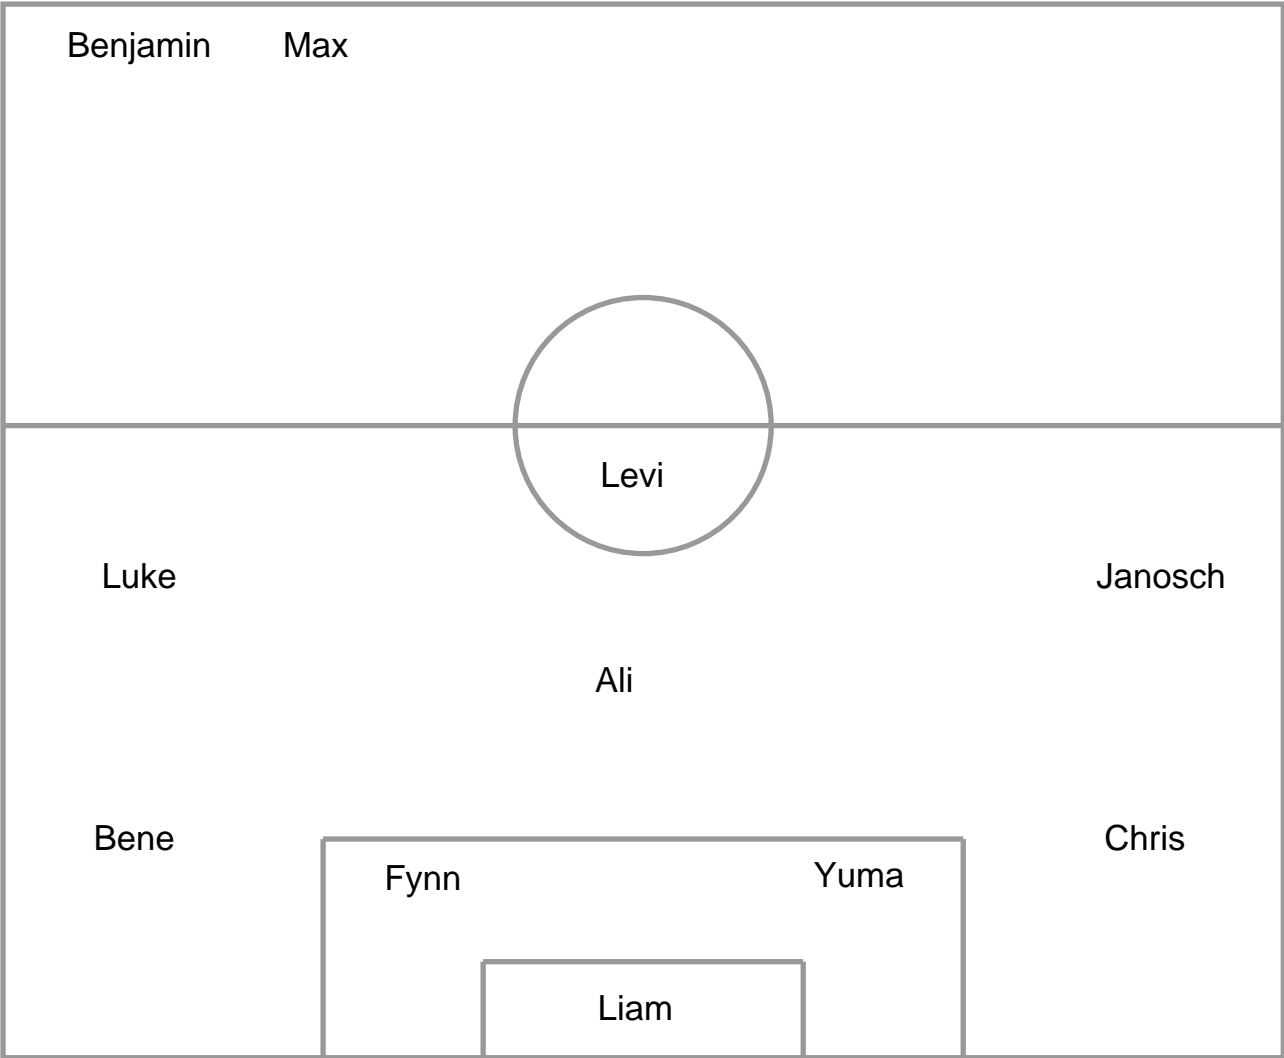 Benjamin Max
Levi
Luke Janosch
Ali
Bene Chris
Fynn Yuma
Liam